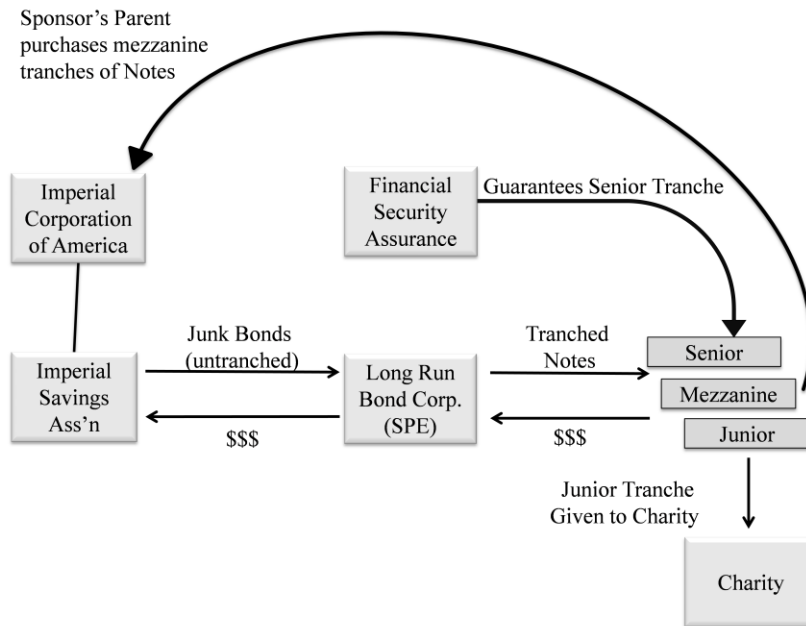 Sponsor’s Parent
purchases mezzanine
tranches of Notes
Imperial
Corporation
of America
Financial
Security
Assurance
Guarantees Senior Tranche
Junk Bonds
(untranched)
Tranched
Notes
Senior
Imperial
Savings
Ass’n
Long Run
Bond Corp.
(SPE)
Mezzanine
Junior
$$$
$$$
Junior Tranche
Given to Charity
Charity